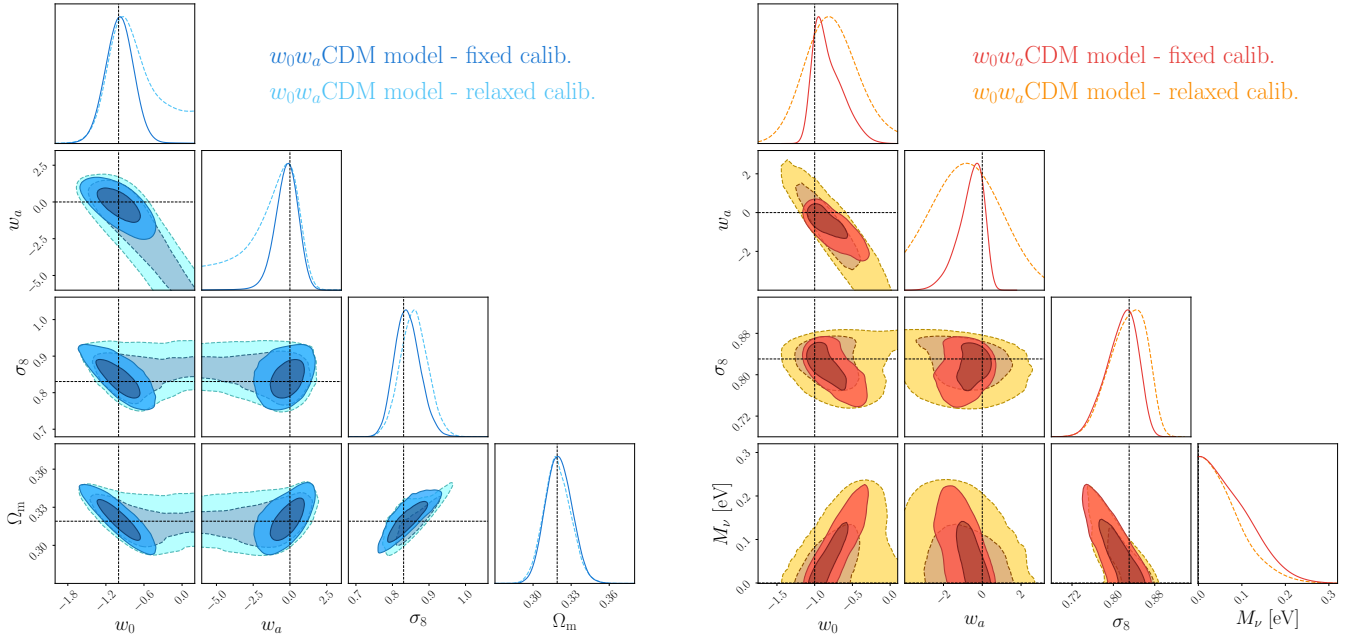 w₀wₐCDM model - fixed calib.
w₀wₐCDM model - relaxed calib.
wₐ
2.5
0.0
−2.5
−5.0
σ₈
1.0
0.9
0.8
0.7
Ωₘ
0.36
0.33
0.30
−1.8
−1.2
−0.6
0.0
−5.0
−2.5
0.0
2.5
0.7
0.8
0.9
1.0
0.30
0.33
0.36
w₀
wₐ
σ₈
Ωₘ
w₀wₐCDM model - fixed calib.
w₀wₐCDM model - relaxed calib.
wₐ
2
0
−2
σ₈
0.88
0.80
0.72
M_ν [eV]
0.3
0.2
0.1
0.0
−1.5
−1.0
−0.5
0.0
−2
0
2
0.72
0.80
0.88
0.0
0.1
0.2
0.3
w₀
wₐ
σ₈
M_ν [eV]